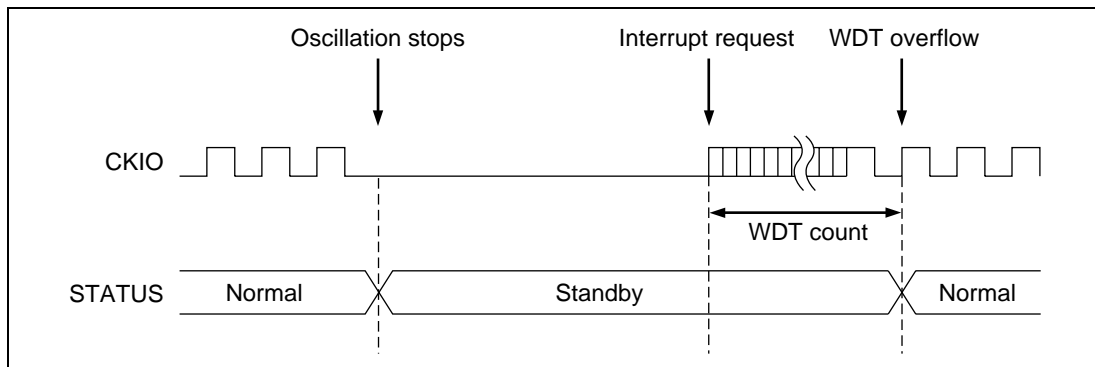 Oscillation stops Interrupt request WDT overflow
CKIO
WDT count
STATUS Normal Standby Normal